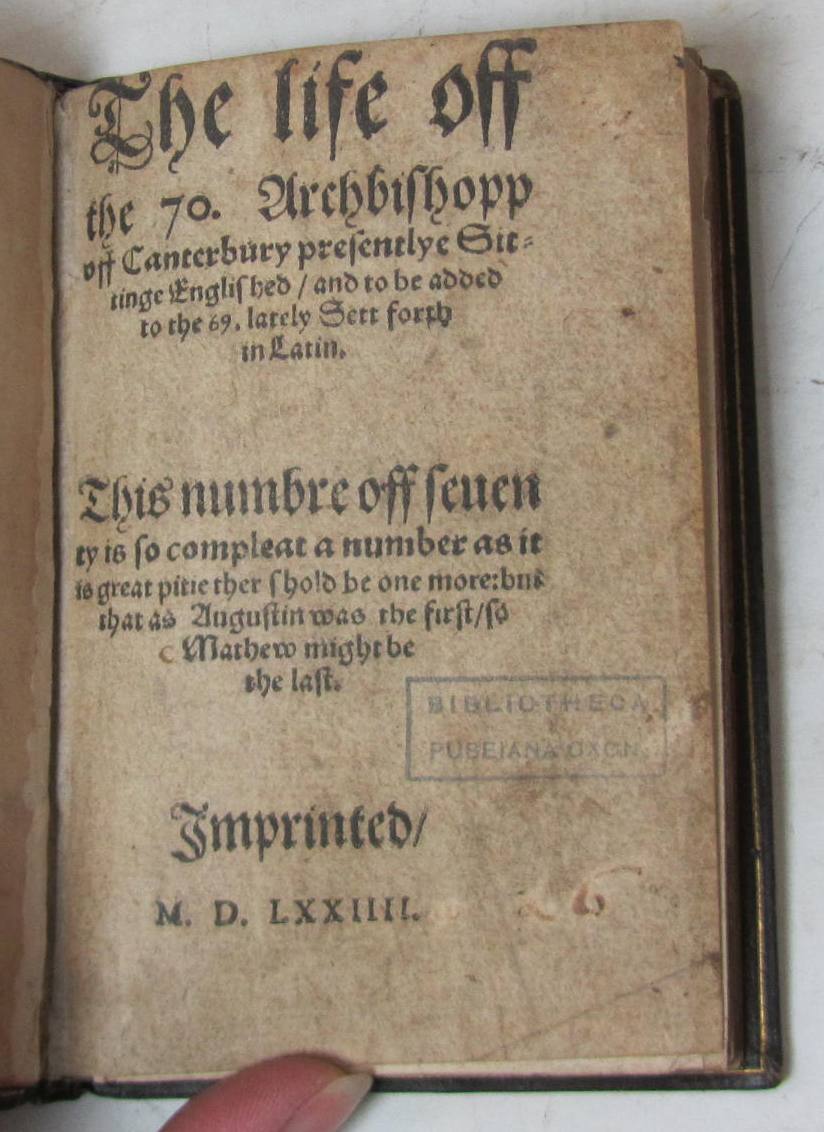 The life off
the 70. Archbiſhopp
off Canterbury preſentlye Sit⸗
tinge Engliſhed / and to be added
to the 69. lately Sett forth
in Latin.
This numbre off ſeuen
ty is ſo compleat a number as it
is great pitie ther ſhold be one more: but
that as Auguſtin was the firſt/ ſo
Mathew might be
the laſt.
BIBLIOTHECA
PUSEIANA OXON.
Imprinted/
M. D. LXXIIII.